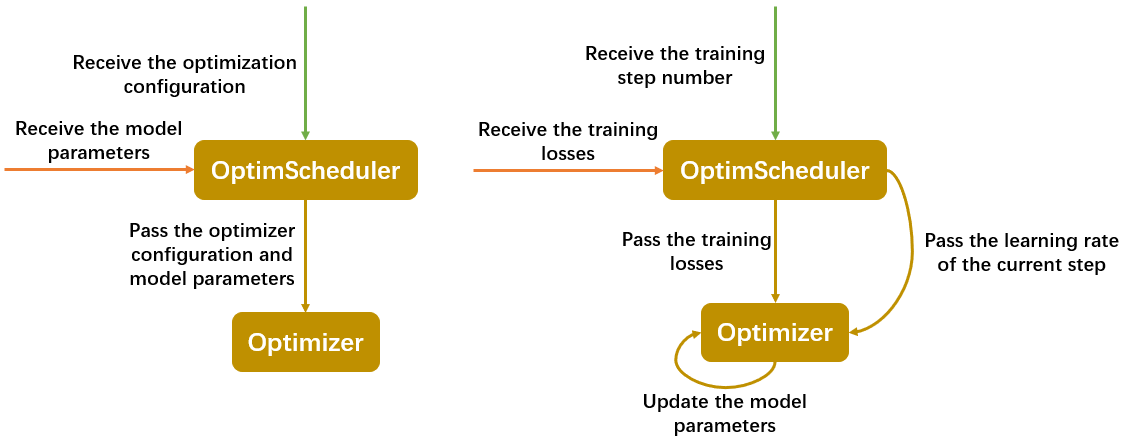 Receive the optimization
configuration
Receive the model
parameters
OptimScheduler
Pass the optimizer
configuration and
model parameters
Optimizer
Receive the training
step number
Receive the training
losses
OptimScheduler
Pass the training
losses
Pass the learning rate
of the current step
Optimizer
Update the model
parameters